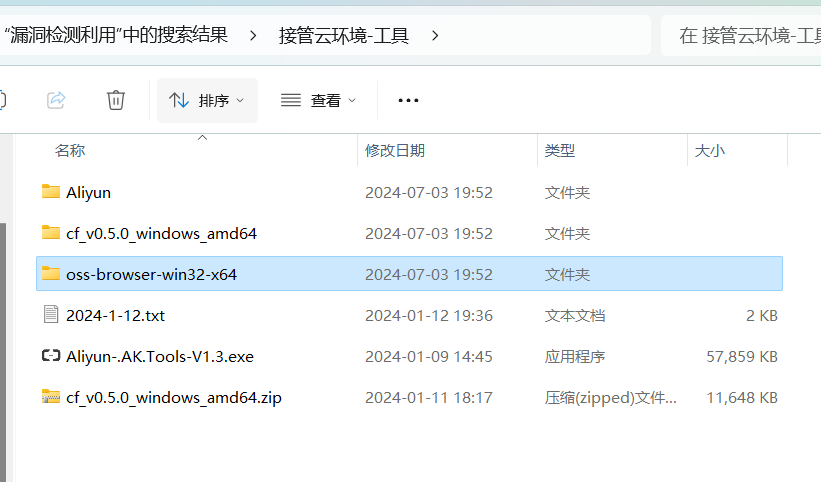 “漏洞检测利用”中的搜索结果 > 接管云环境-工具 > 在 接管云环境-工具
排序 查看 •••
名称 修改日期 类型 大小
Aliyun 2024-07-03 19:52 文件夹
cf_v0.5.0_windows_amd64 2024-07-03 19:52 文件夹
oss-browser-win32-x64 2024-07-03 19:52 文件夹
2024-1-12.txt 2024-01-12 19:36 文本文档 2 KB
Aliyun-.AK.Tools-V1.3.exe 2024-01-09 14:45 应用程序 57,859 KB
cf_v0.5.0_windows_amd64.zip 2024-01-11 18:17 压缩(zipped)文件... 11,648 KB